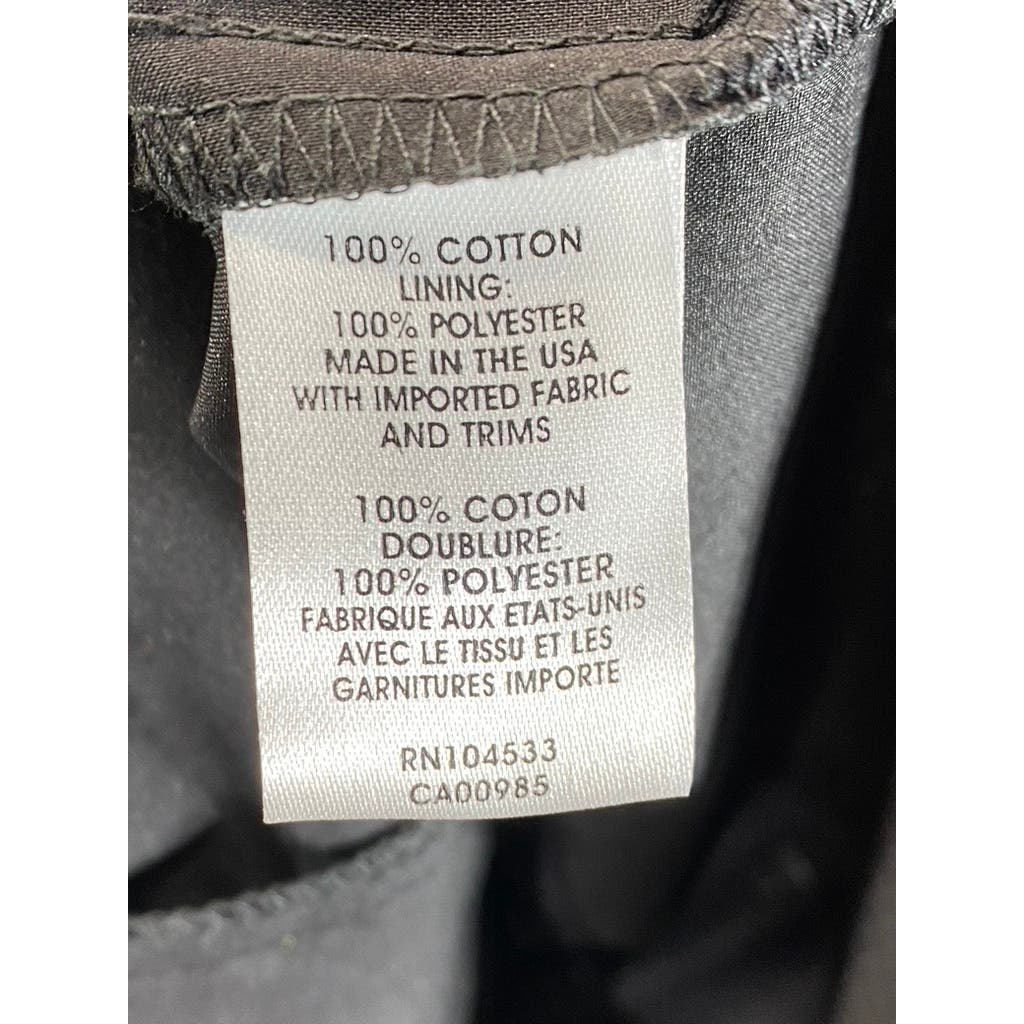 100% COTTON
LINING:
100% POLYESTER
MADE IN THE USA
WITH IMPORTED FABRIC
AND TRIMS
100% COTON
DOUBLURE:
100% POLYESTER
FABRIQUE AUX ETATS-UNIS
AVEC LE TISSU ET LES
GARNITURES IMPORTE
RN104533
CA00985